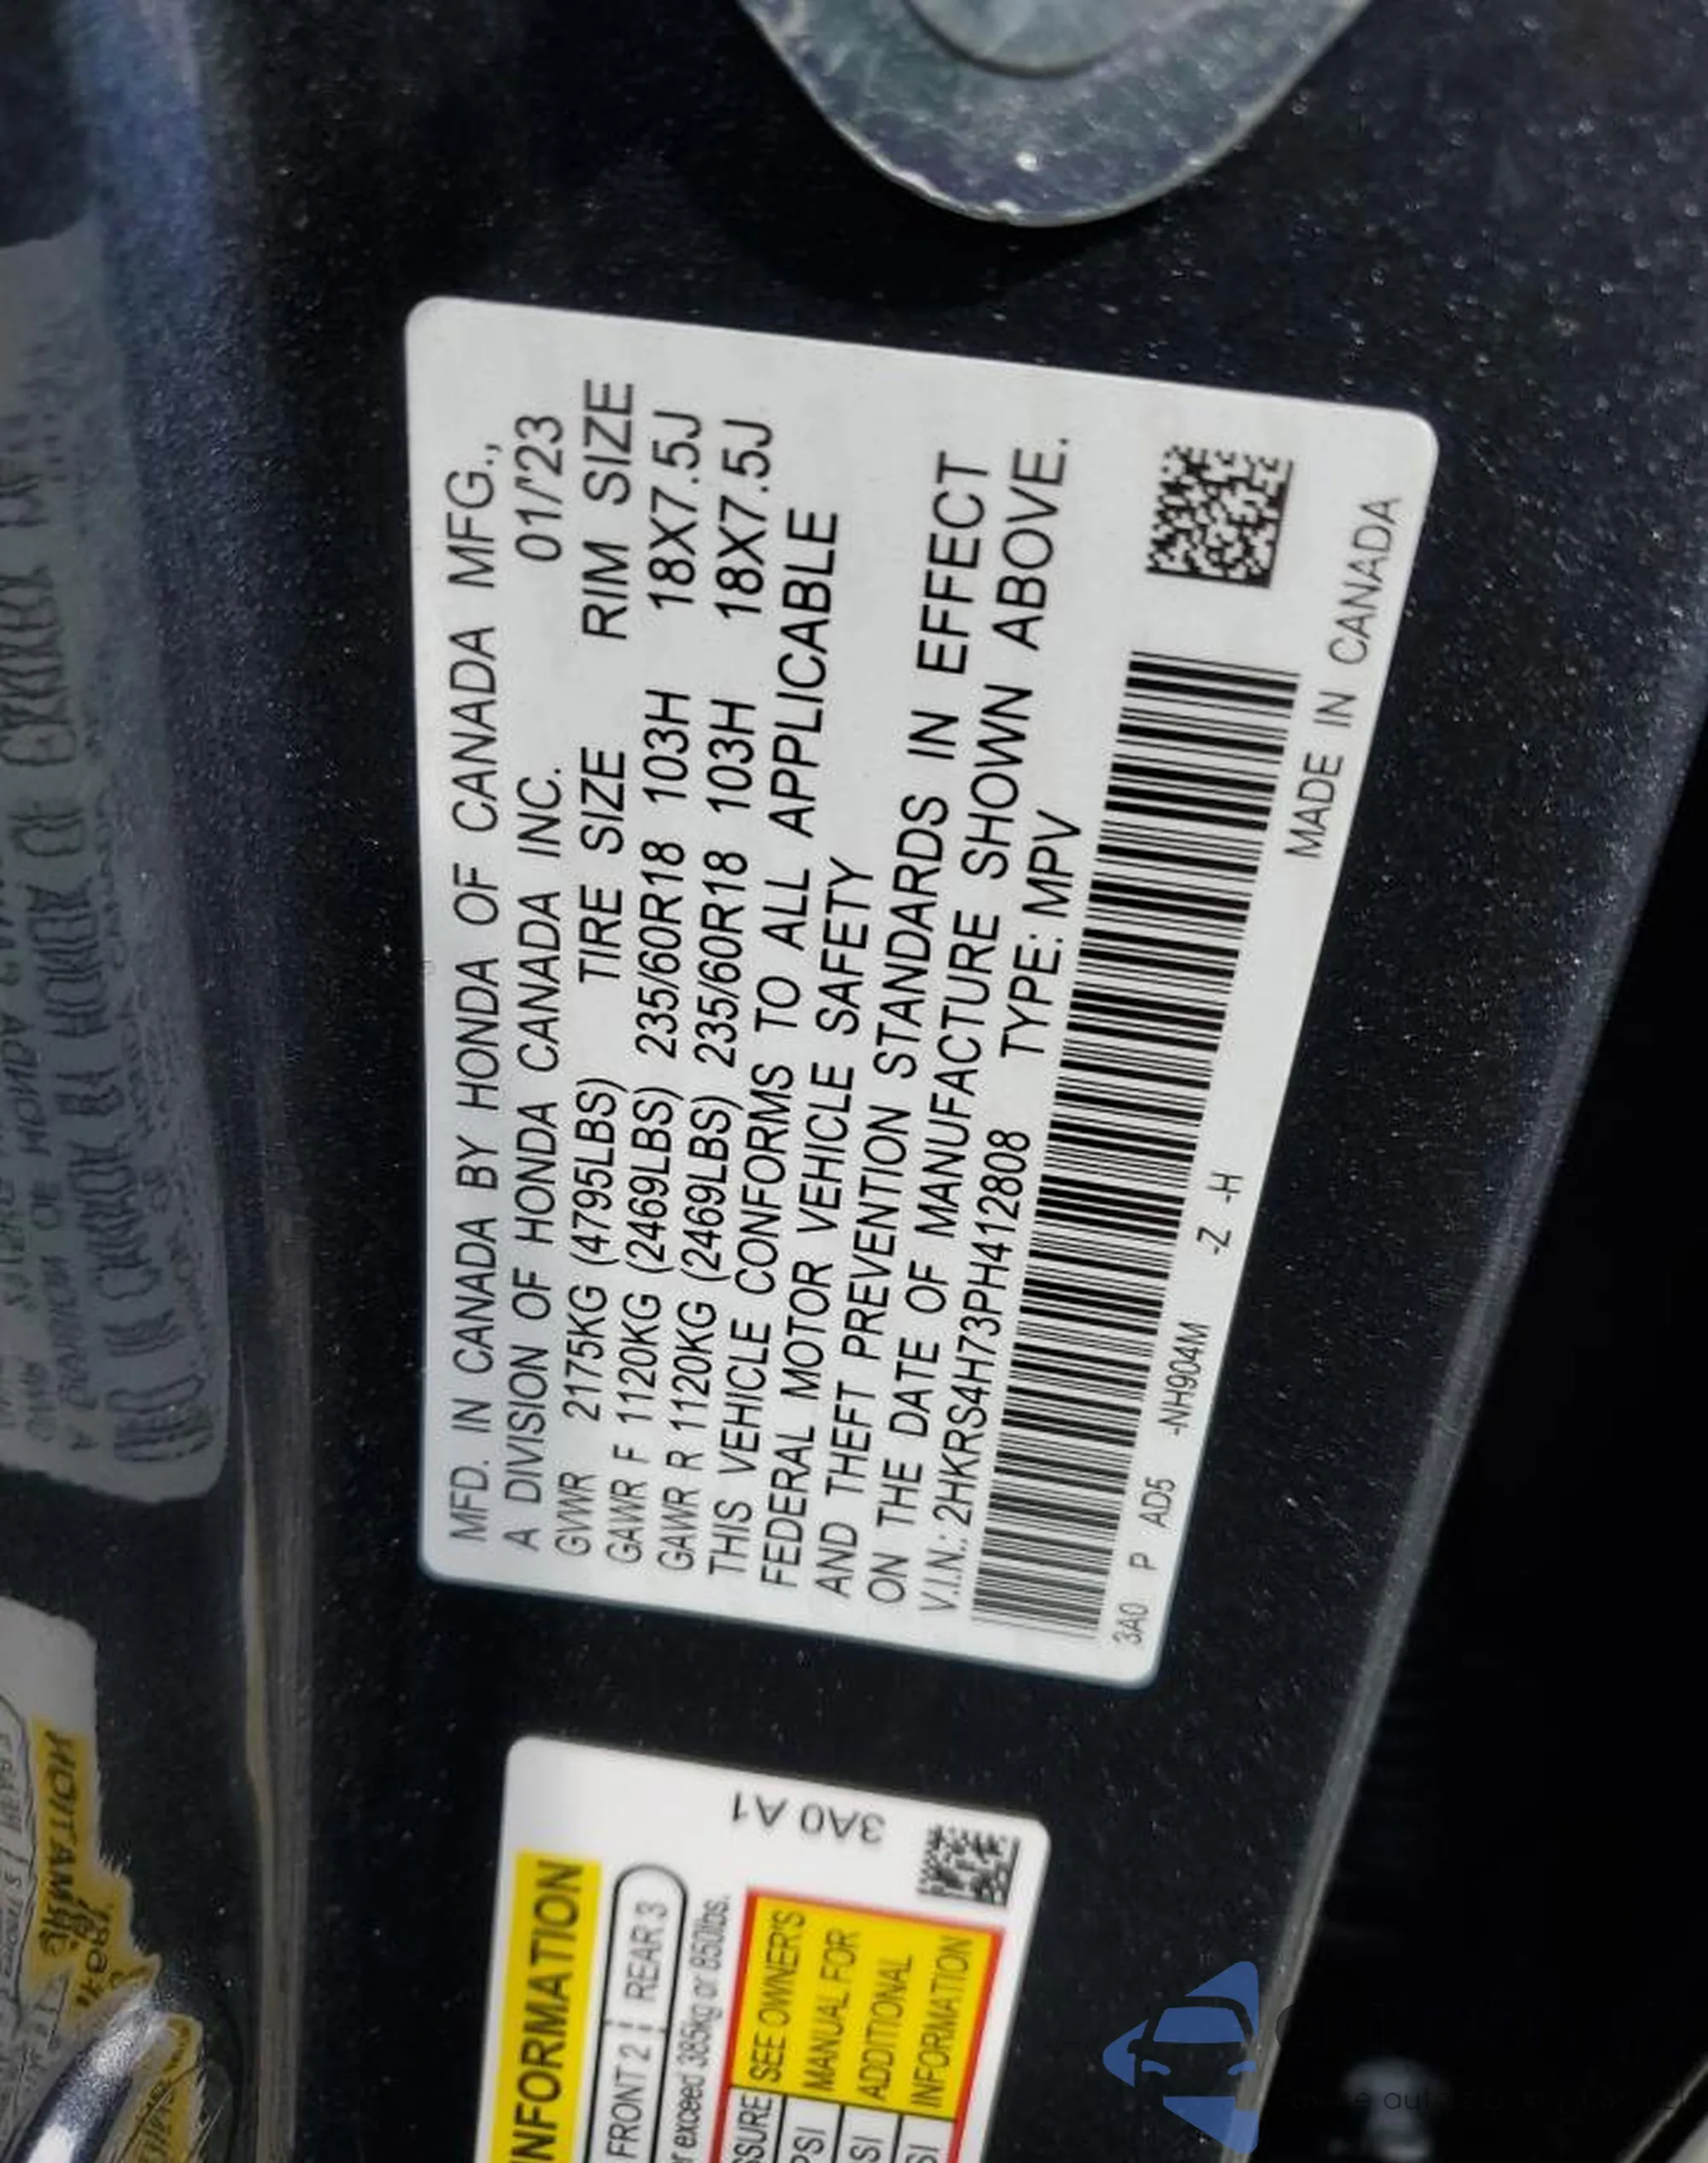 MFD. IN CANADA BY HONDA OF CANADA MFG.,
A DIVISION OF HONDA CANADA INC. 01/'23
GVWR 2175KG (4795LBS) TIRE SIZE RIM SIZE
GAWR F 1120KG (2469LBS) 235/60R18 103H 18X7.5J
GAWR R 1120KG (2469LBS) 235/60R18 103H 18X7.5J
THIS VEHICLE CONFORMS TO ALL APPLICABLE
FEDERAL MOTOR VEHICLE SAFETY
AND THEFT PREVENTION STANDARDS IN EFFECT
ON THE DATE OF MANUFACTURE SHOWN ABOVE.
V.I.N.: 2HKRS4H73PH412808 TYPE: MPV
3A0 P AD5 -NH904M -Z -H MADE IN CANADA
3A0 A1
INFORMATION
FRONT 2 REAR 3
exceed 385kg or 850lbs.
SEE OWNER'S
MANUAL FOR
ADDITIONAL
INFORMATION